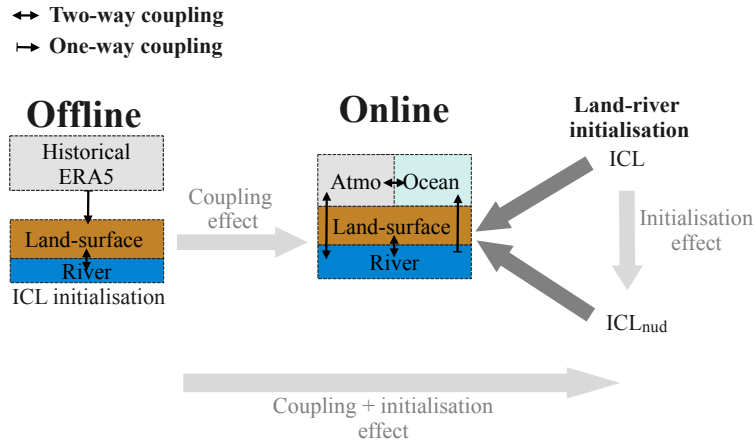 Two-way coupling
One-way coupling
Offline
Historical
ERA5
Land-surface
River
ICL initialisation
Coupling
effect
Online
Atmo
Ocean
Land-surface
River
Land-river
initialisation
ICL
Initialisation
effect
ICLnud
Coupling + initialisation
effect